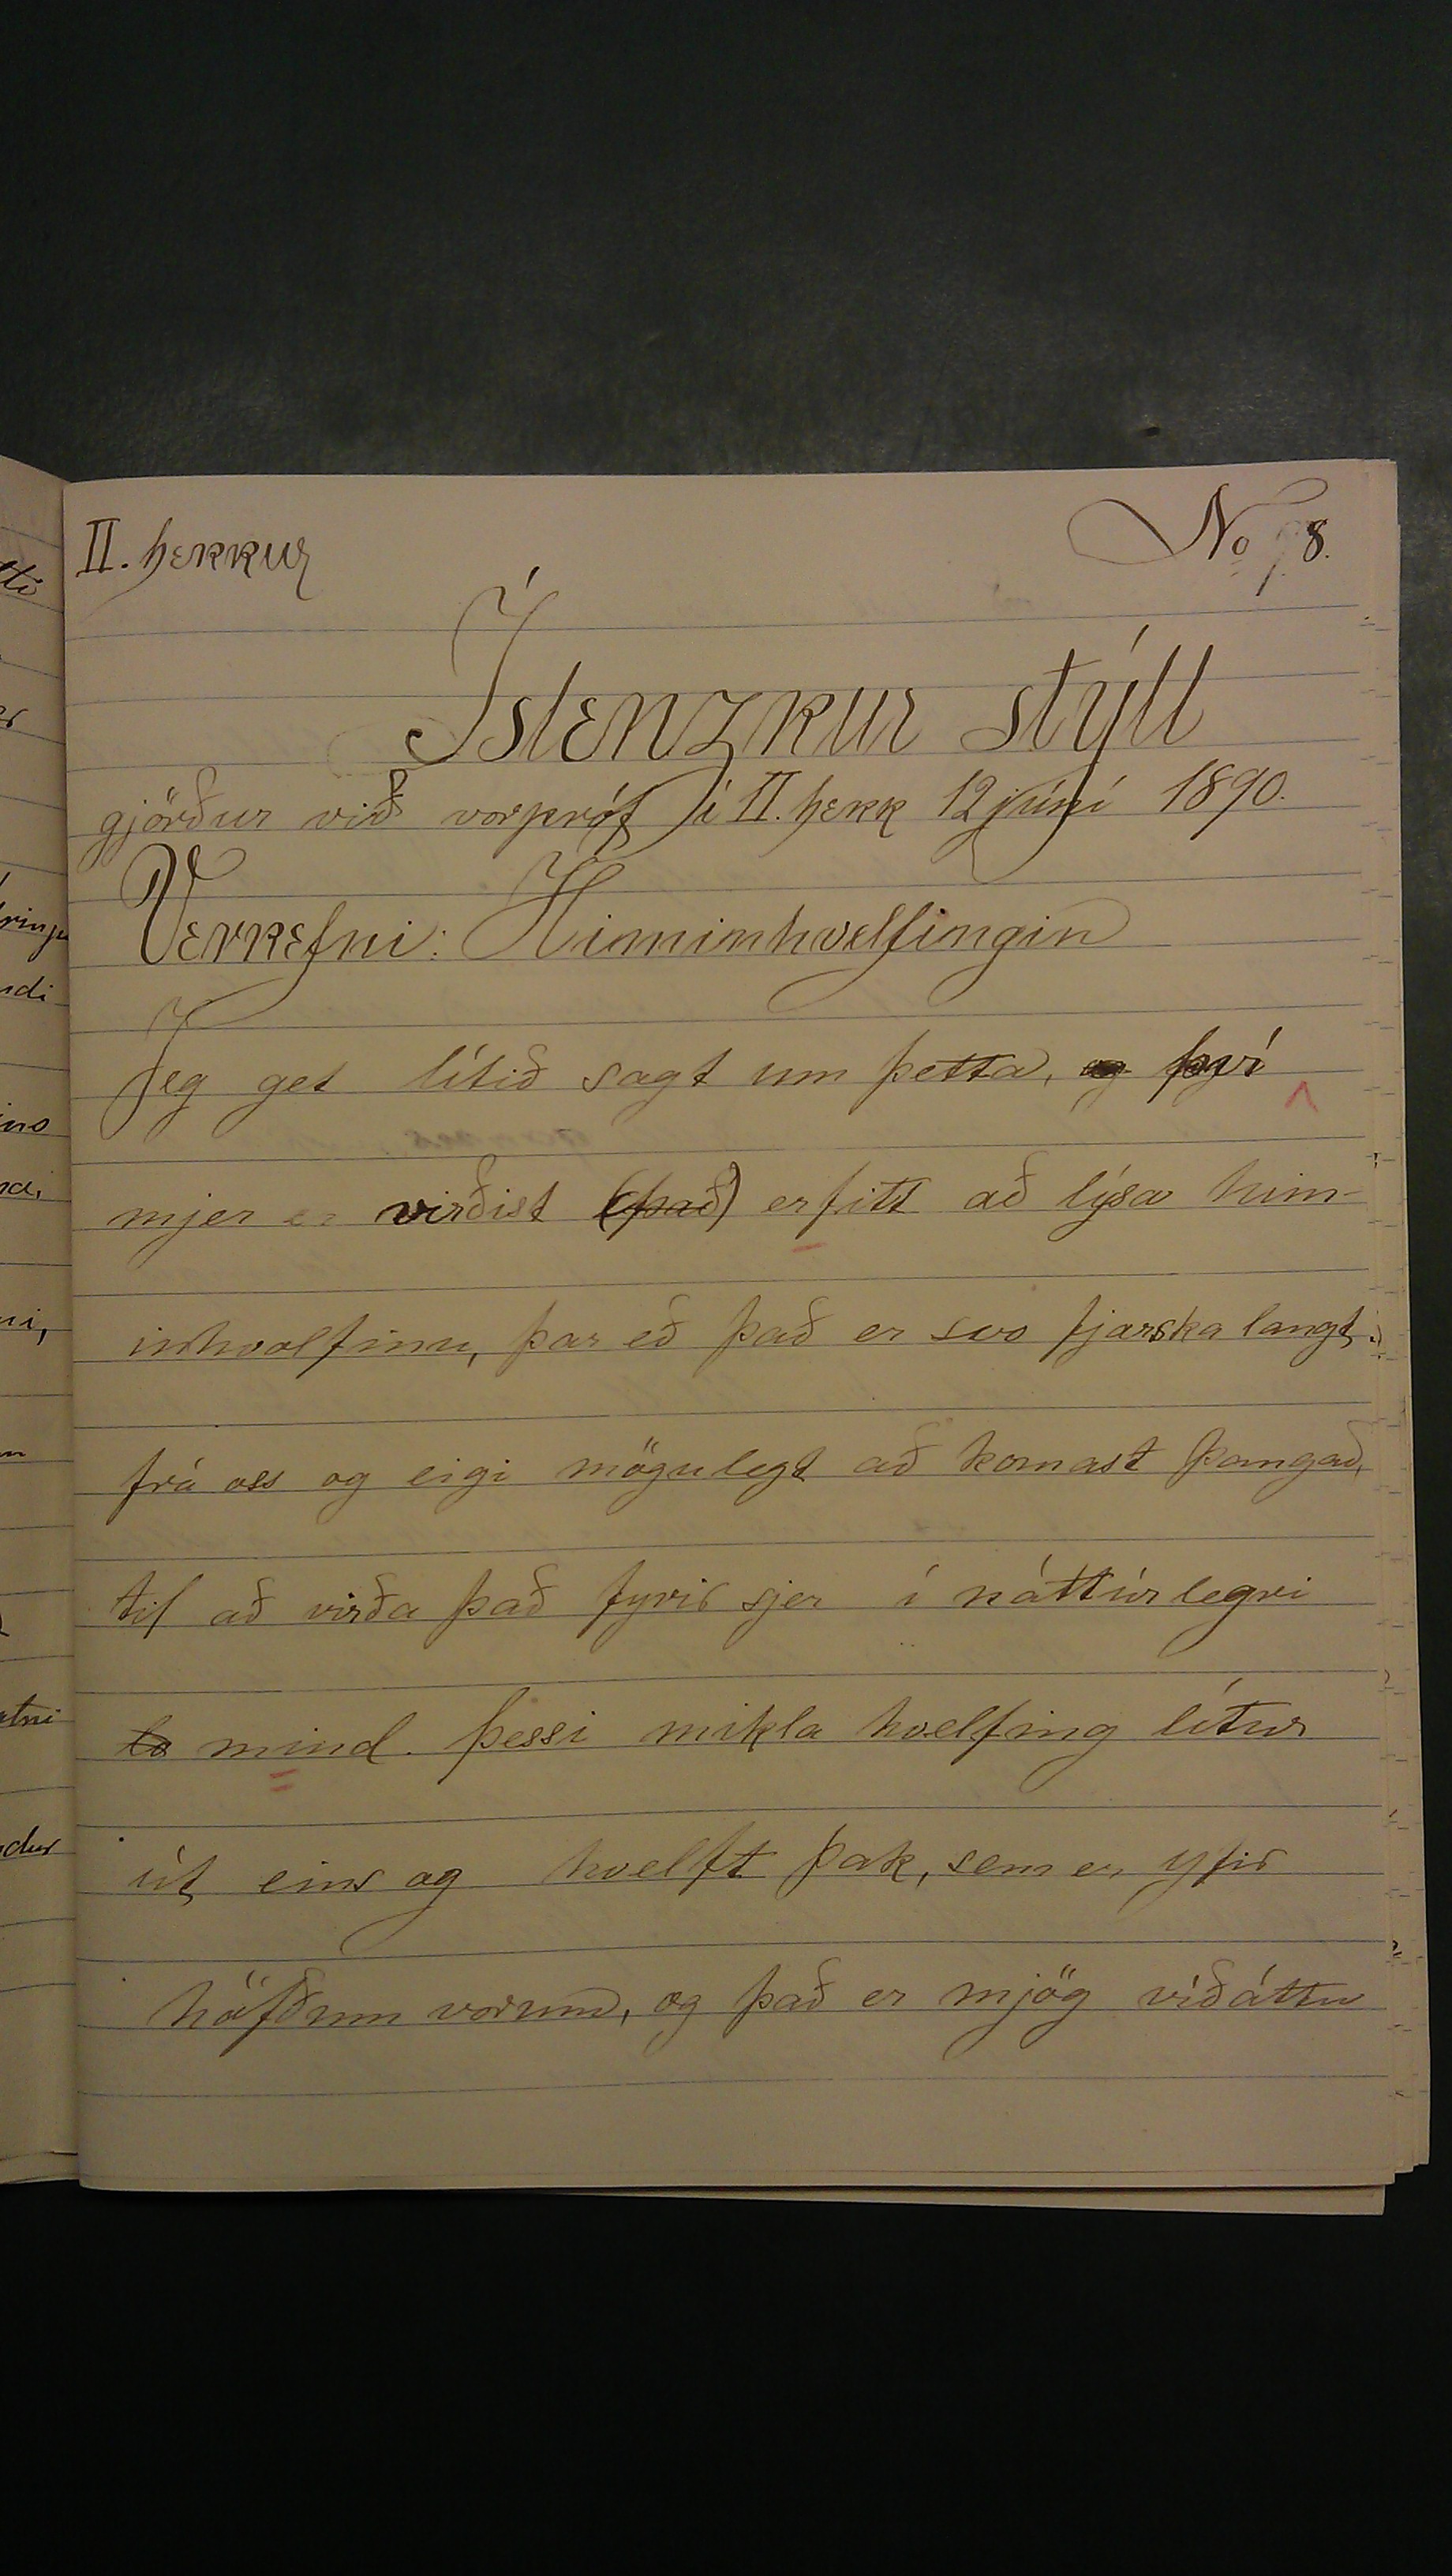 II. bekkur
No 8.
Íslenzkur stýll
gjörður við vorpróf í II. bekk 12 júní 1890.
Verkefni: Himinhvelfingin
Jeg get lítið sagt um þetta, og því
mjer er virðist (það) erfitt að lýsa him-
inhvolfinu, þar eð það er svo fjarska langt
frá oss og eigi mögulegt að komast þangað,
til að virða það fyrir sjer í náttúrlegri
mind. Þessi mikla hvelfing lítur
út eins og hvelft þak, sem er yfir
höfðum vorum, og það er mjög víðáttu